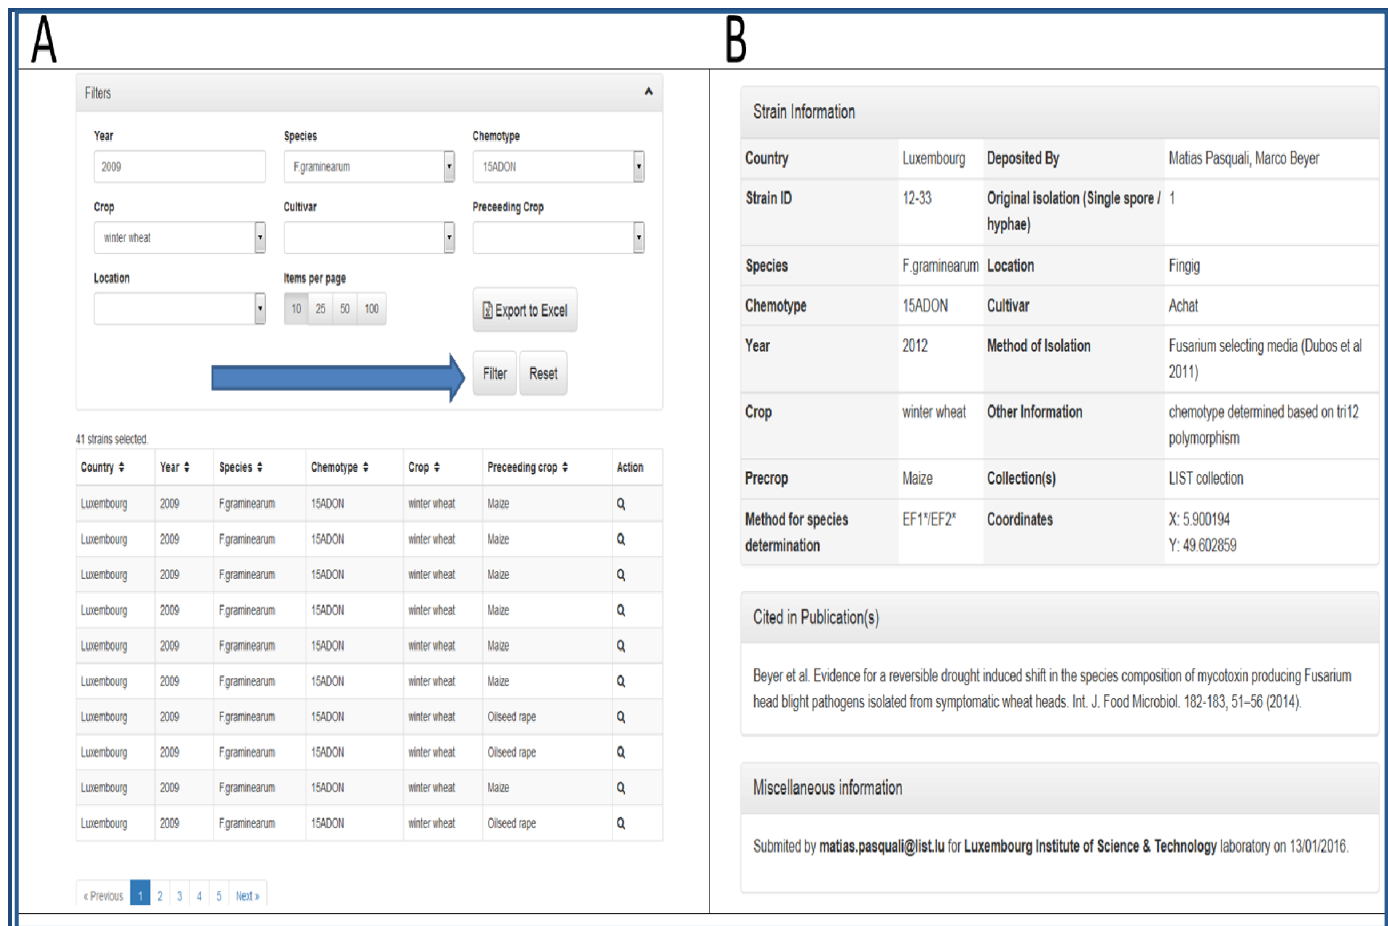 A
Filters
Year Species Chemotype
2009 F.graminearum 15ADON
Crop Cultivar Preceeding Crop
winter wheat
Location Items per page
10 25 50 100 Export to Excel
Filter Reset
41 strains selected.
Country Year Species Chemotype Crop Preceeding crop Action
Luxembourg 2009 F.graminearum 15ADON winter wheat Maize
Luxembourg 2009 F.graminearum 15ADON winter wheat Maize
Luxembourg 2009 F.graminearum 15ADON winter wheat Maize
Luxembourg 2009 F.graminearum 15ADON winter wheat Maize
Luxembourg 2009 F.graminearum 15ADON winter wheat Maize
Luxembourg 2009 F.graminearum 15ADON winter wheat Maize
Luxembourg 2009 F.graminearum 15ADON winter wheat Oilseed rape
Luxembourg 2009 F.graminearum 15ADON winter wheat Oilseed rape
Luxembourg 2009 F.graminearum 15ADON winter wheat Maize
Luxembourg 2009 F.graminearum 15ADON winter wheat Oilseed rape
« Previous 1 2 3 4 5 Next »
B
Strain Information
Country Luxembourg Deposited By Matias Pasquali, Marco Beyer
Strain ID 12-33 Original isolation (Single spore / 1
hyphae)
Species F.graminearum Location Fingig
Chemotype 15ADON Cultivar Achat
Year 2012 Method of Isolation Fusarium selecting media (Dubos et al
2011)
Crop winter wheat Other Information chemotype determined based on tri12
polymorphism
Precrop Maize Collection(s) LIST collection
Method for species EF1*/EF2* Coordinates X: 5.900194
determination Y: 49.602859
Cited in Publication(s)
Beyer et al. Evidence for a reversible drought induced shift in the species composition of mycotoxin producing Fusarium
head blight pathogens isolated from symptomatic wheat heads. Int. J. Food Microbiol. 182-183, 51–56 (2014).
Miscellaneous information
Submited by matias.pasquali@list.lu for Luxembourg Institute of Science & Technology laboratory on 13/01/2016.